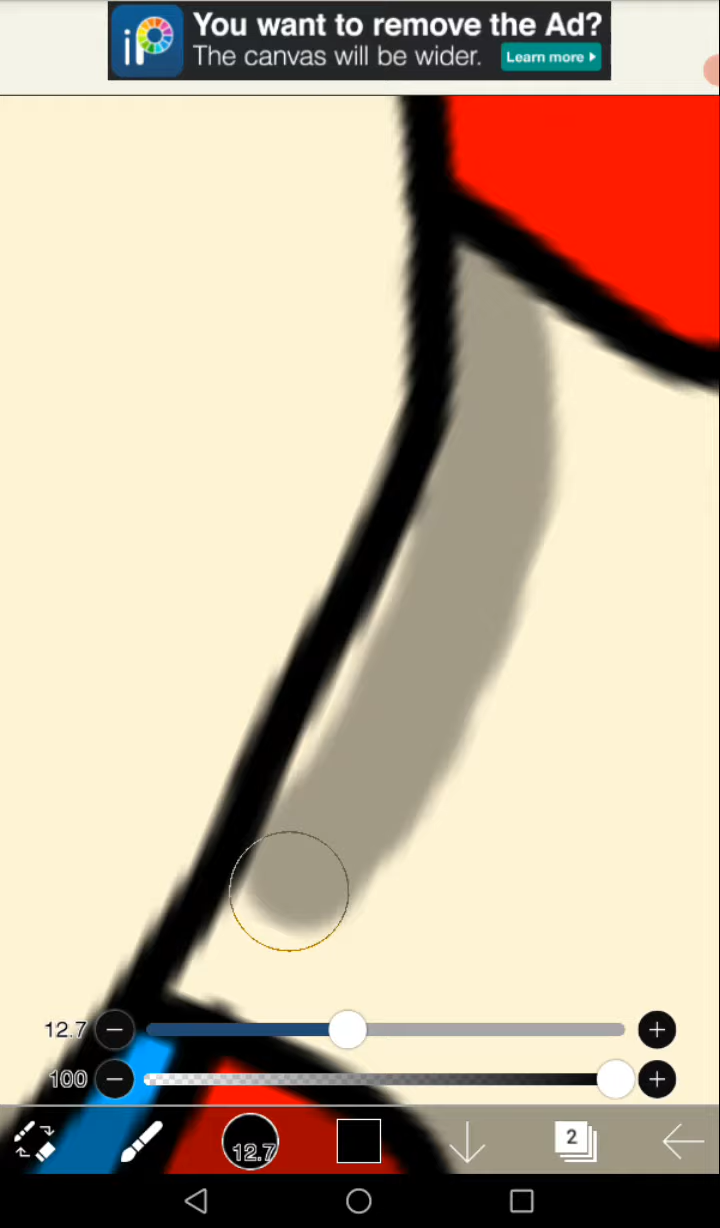 iP
You want to remove the Ad?
The canvas will be wider.
Learn more
12.7
100
12.7
2